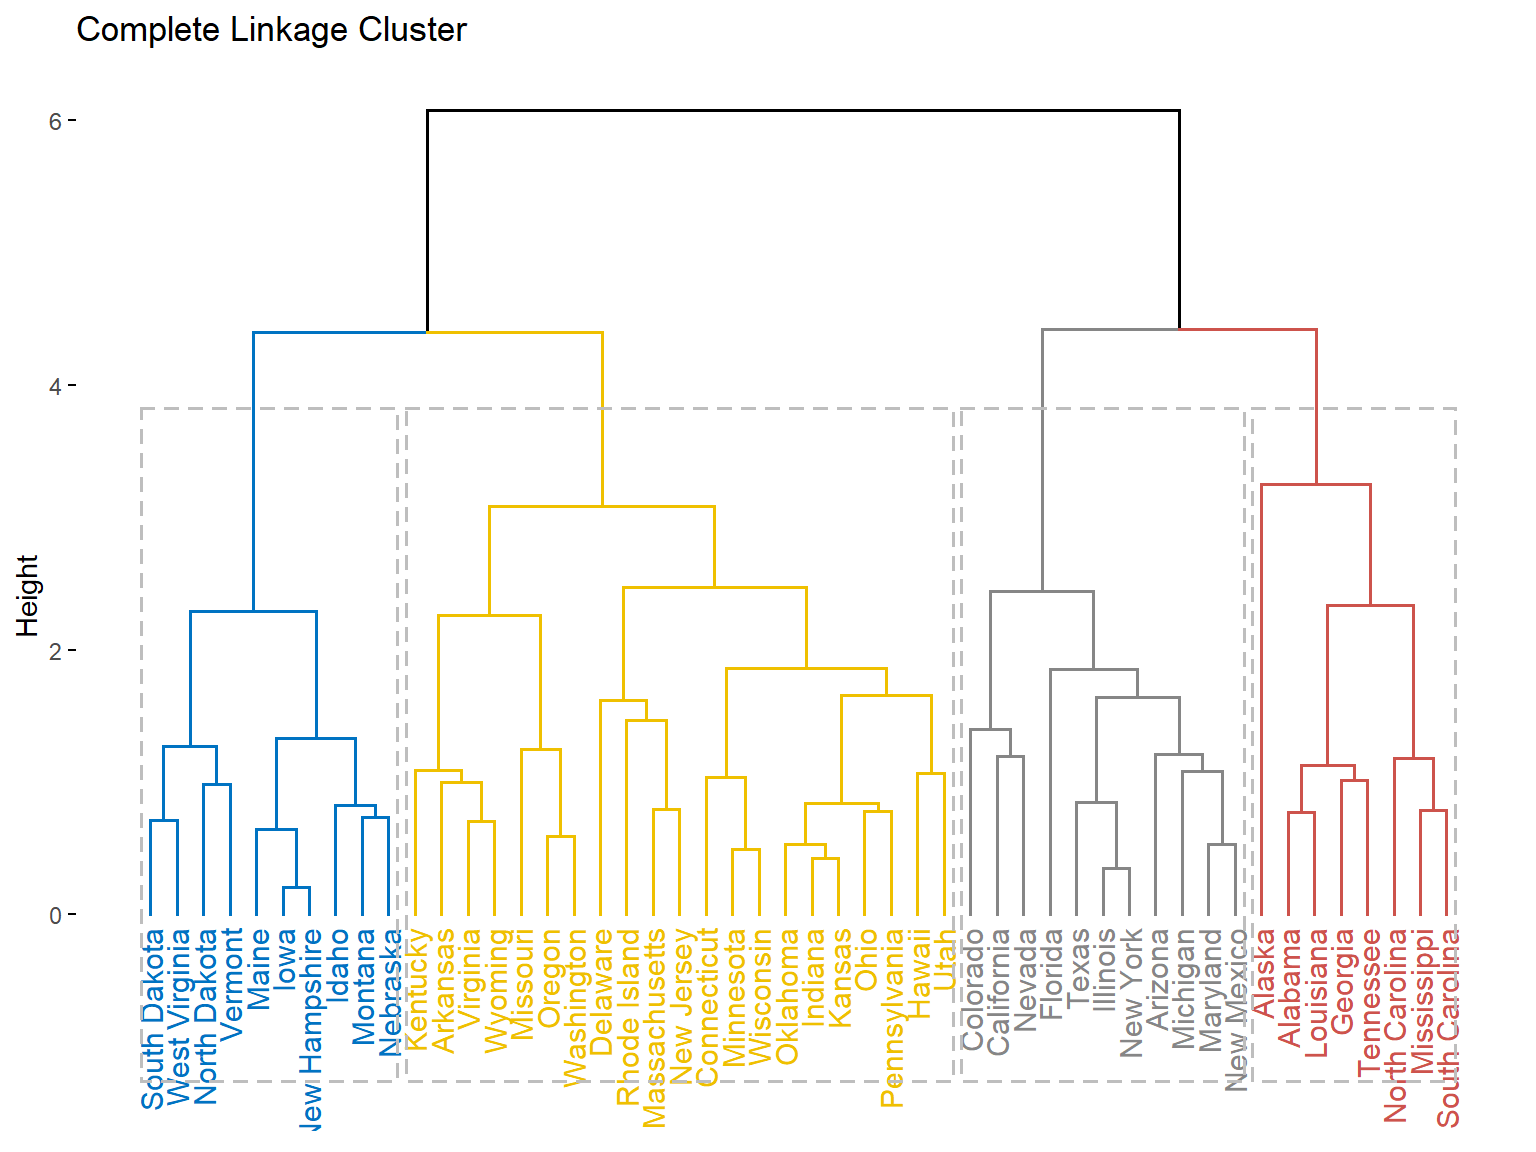 Complete Linkage Cluster
6
4
2
0
Height
South Dakota
West Virginia
North Dakota
Vermont
Maine
Iowa
New Hampshire
Idaho
Montana
Nebraska
Kentucky
Arkansas
Virginia
Wyoming
Missouri
Oregon
Washington
Delaware
Rhode Island
Massachusetts
New Jersey
Connecticut
Minnesota
Wisconsin
Oklahoma
Indiana
Kansas
Ohio
Pennsylvania
Hawaii
Utah
Colorado
California
Nevada
Florida
Texas
Illinois
New York
Arizona
Michigan
Maryland
New Mexico
Alaska
Alabama
Louisiana
Georgia
Tennessee
North Carolina
Mississippi
South Carolina